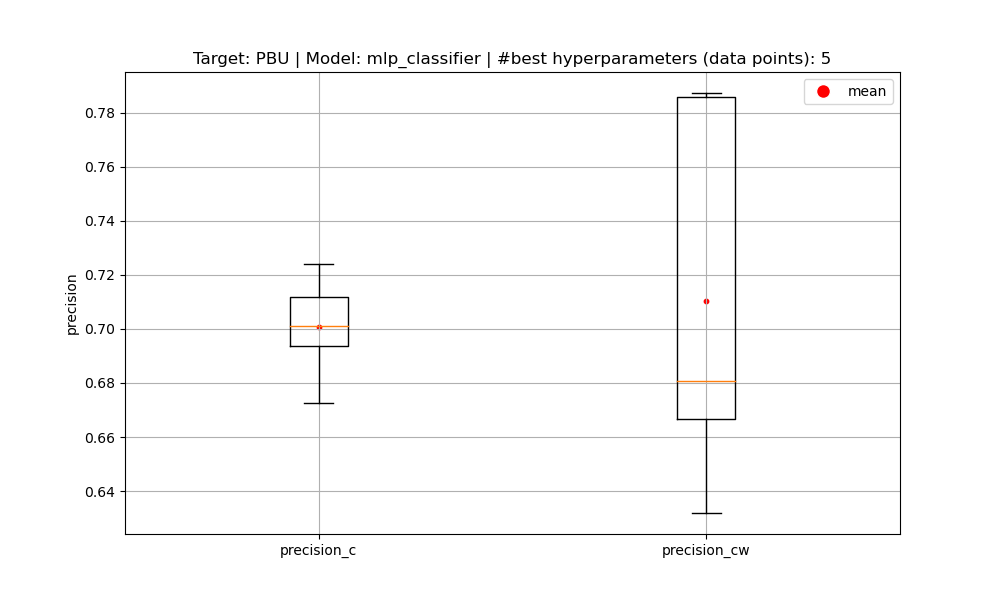 Target: PBU | Model: mlp_classifier | #best hyperparameters (data points): 5
mean
0.78
0.76
0.74
0.72
0.70
0.68
0.66
0.64
precision
precision_c
precision_cw